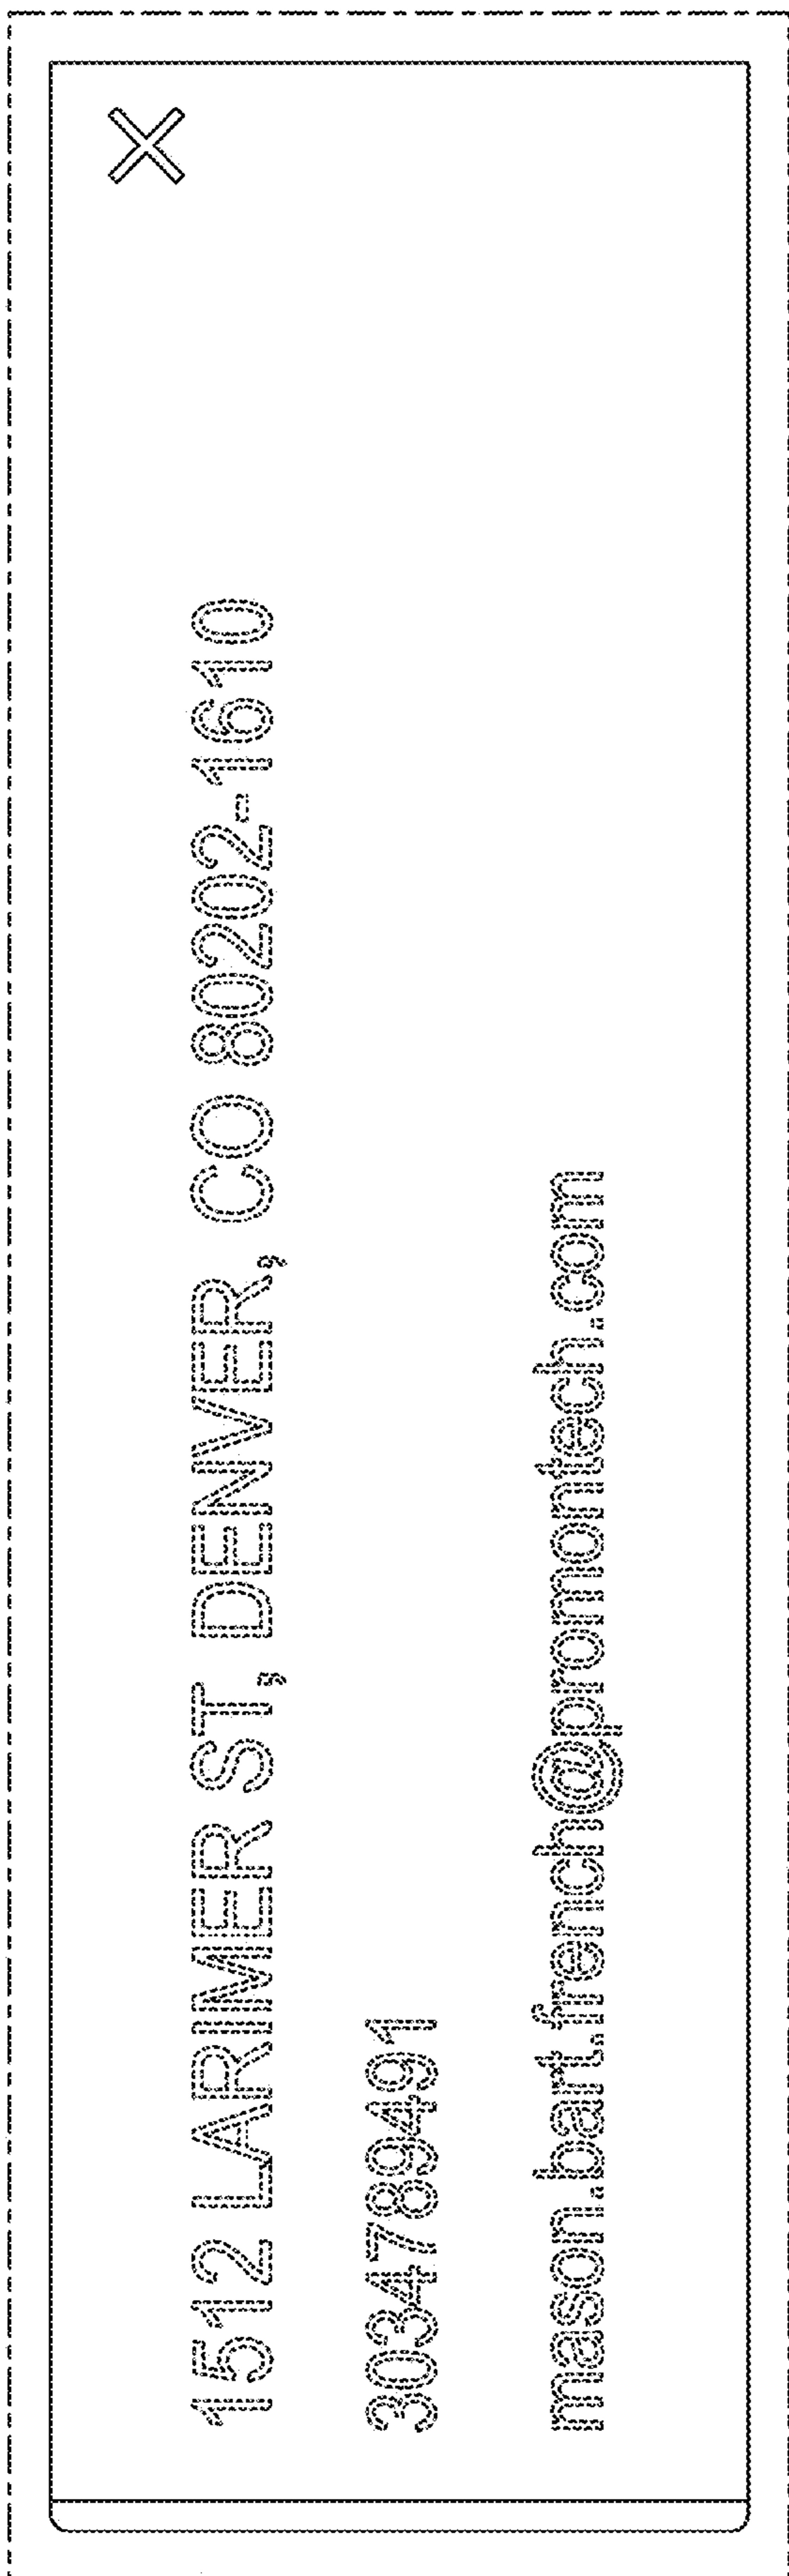 1512 LARIMER ST, DENVER, CO 80202-1610
3034789491
mason.bart.french@promontech.com